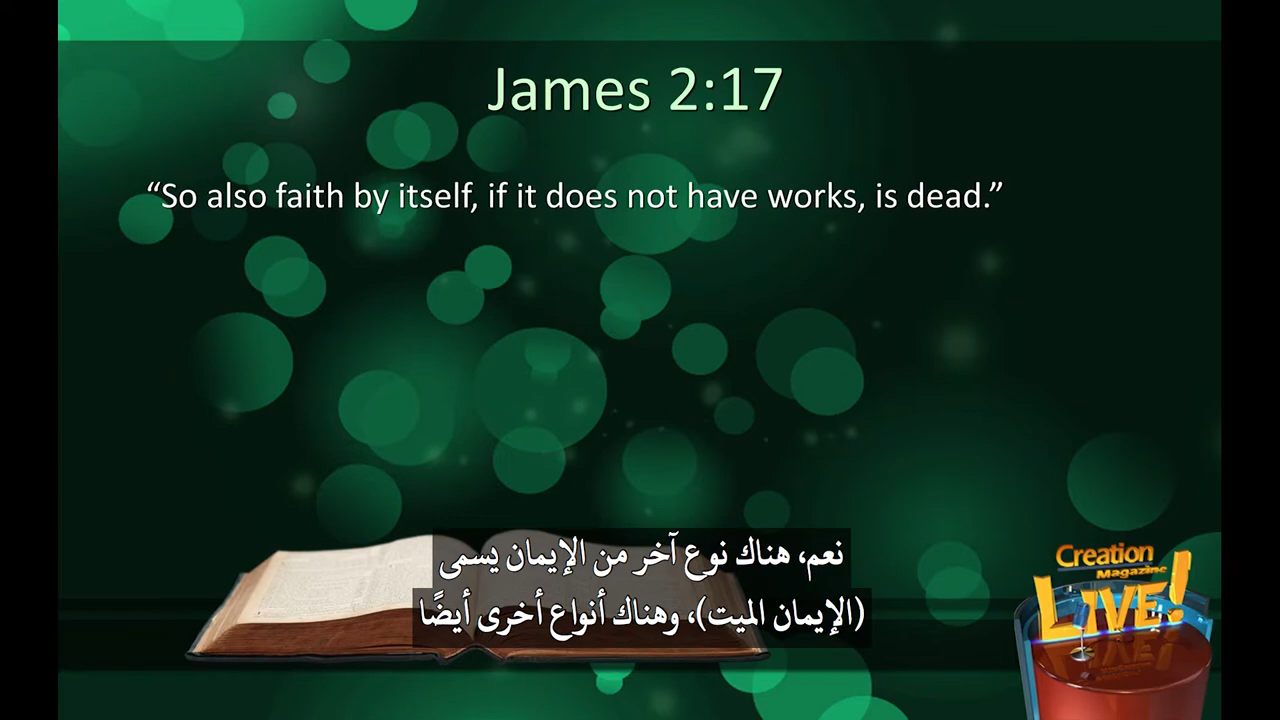 James 2:17
“So also faith by itself, if it does not have works, is dead.”
نعم، هناك نوع آخر من الإيمان يسمى
(الإيمان الميت)، وهناك أنواع أخرى أيضًا
Creation
Magazine
LIVE!